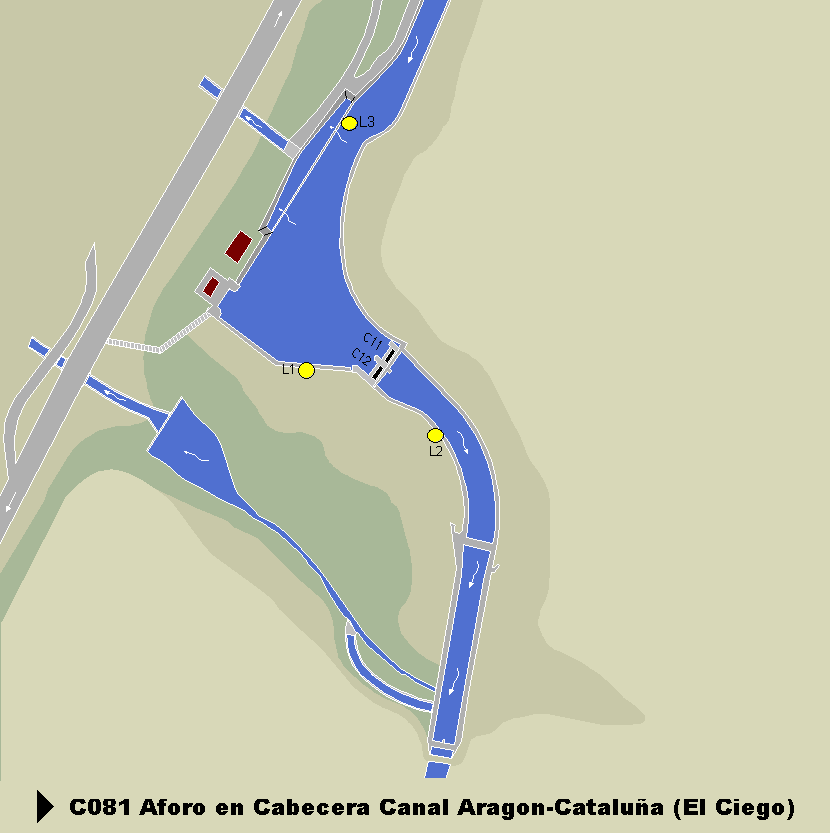 L3
C11
C12
L1
L2
C081 Aforo en Cabecera Canal Aragon-Cataluña (El Ciego)